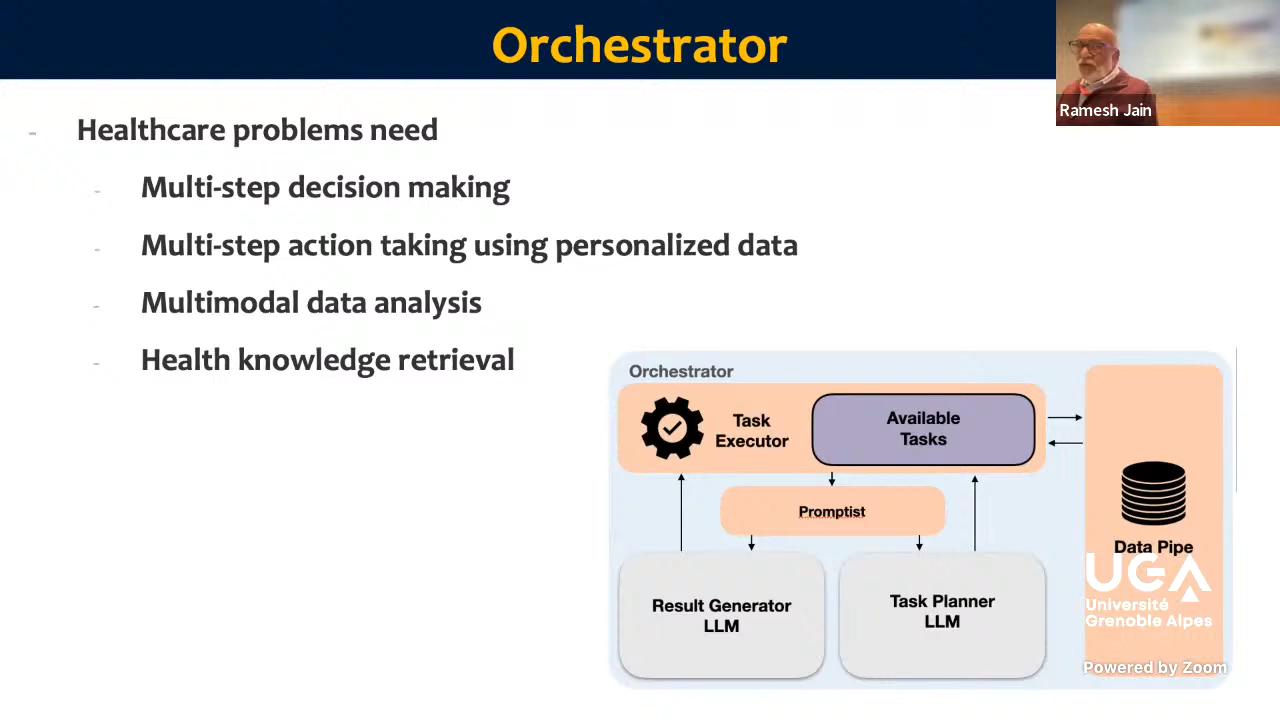 Orchestrator
Ramesh Jain
- Healthcare problems need
- Multi-step decision making
- Multi-step action taking using personalized data
- Multimodal data analysis
- Health knowledge retrieval
Orchestrator
Task
Executor
Available
Tasks
Promptist
Data Pipe
Result Generator
LLM
Task Planner
LLM
UGA
Université
Grenoble Alpes
Powered by Zoom